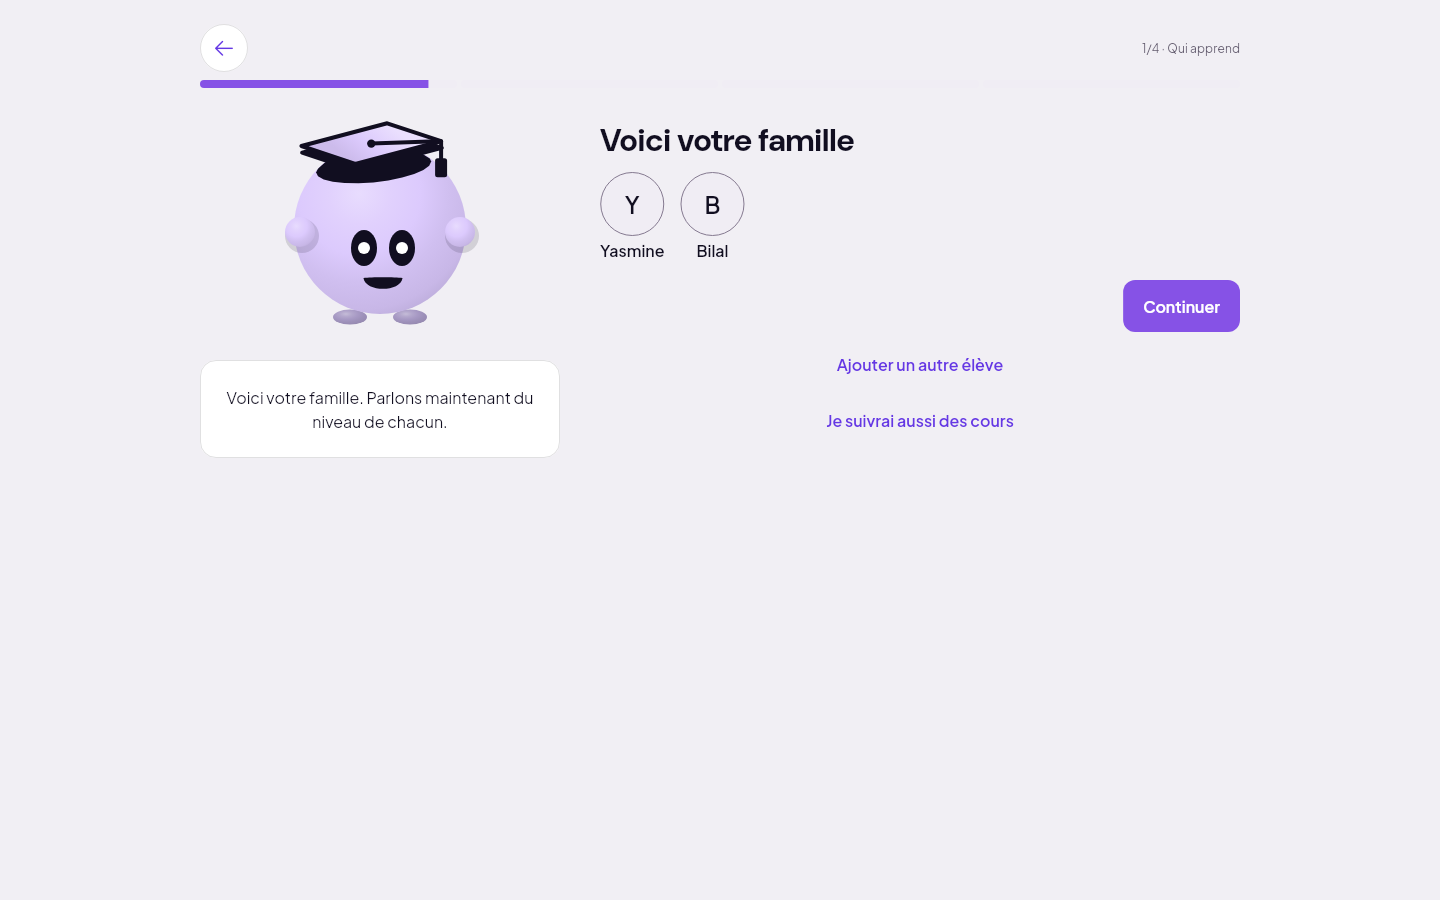 1/4 · Qui apprend
Voici votre famille
Y
B
Yasmine
Bilal
Continuer
Voici votre famille. Parlons maintenant du
niveau de chacun.
Ajouter un autre élève
Je suivrai aussi des cours